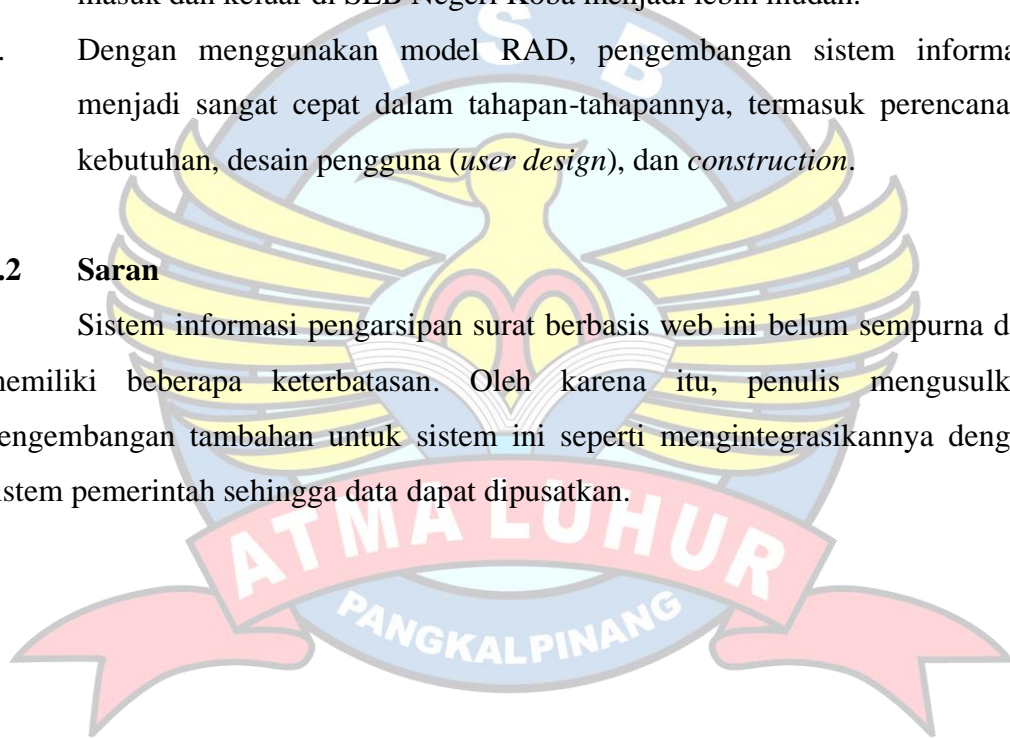 masuk dan keluar di SLB Negeri Koba menjadi lebih mudah.
. Dengan menggunakan model RAD, pengembangan sistem informa
menjadi sangat cepat dalam tahapan-tahapannya, termasuk perencana
kebutuhan, desain pengguna (user design), dan construction.
.2 Saran
Sistem informasi pengarsipan surat berbasis web ini belum sempurna d
memiliki beberapa keterbatasan. Oleh karena itu, penulis mengusulk
engembangan tambahan untuk sistem ini seperti mengintegrasikannya deng
istem pemerintah sehingga data dapat dipusatkan.
I S B
ATMA LUHUR
PANGKALPINANG